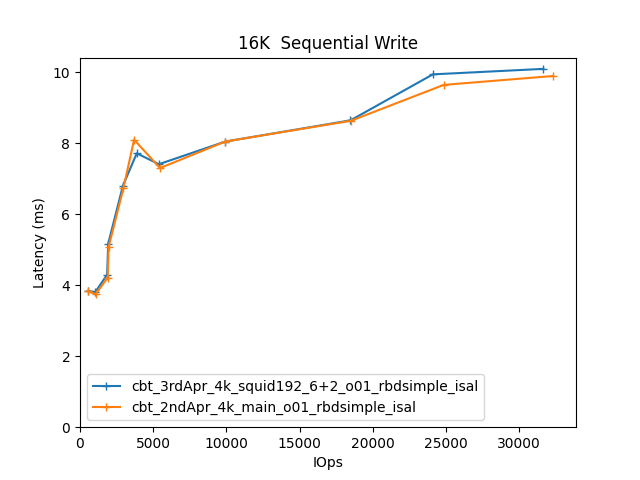 16K  Sequential Write
Latency (ms)
10
8
6
4
2
0
cbt_3rdApr_4k_squid192_6+2_o01_rbdsimple_isal
cbt_2ndApr_4k_main_o01_rbdsimple_isal
0 5000 10000 15000 20000 25000 30000
IOps